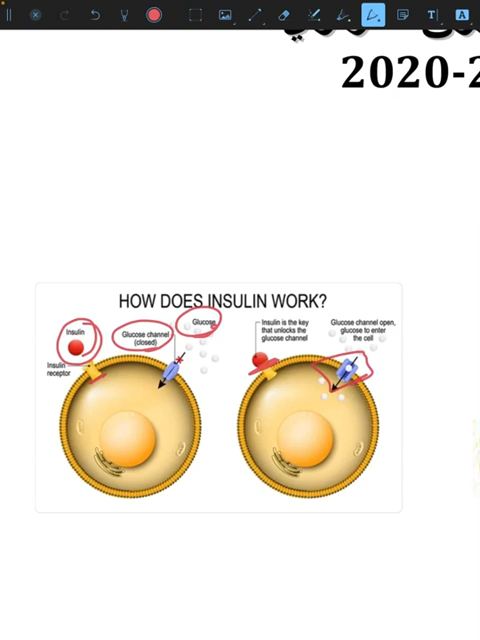 2020-2
HOW DOES INSULIN WORK?
Insulin
Glucose channel
(closed)
Glucose
Insulin
receptor
Insulin is the key
that unlocks the
glucose channel
Glucose channel open,
glucose to enter
the cell